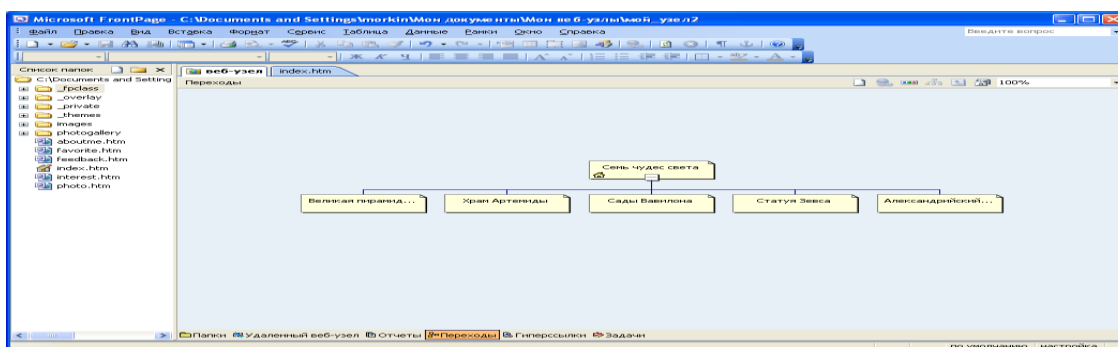 Microsoft FrontPage - C:\Documents and Settings\morkin\Мои документы\Мои веб-узлы\мой_узел2
Файл Правка Вид Вставка Формат Сервис Таблица Данные Рамки Окно Справка Введите вопрос
Ж К Ч
Список папок
веб-узел index.htm
C:\Documents and Setting
Переходы 100%
_fpclass
_overlay
_private
_themes
images
photogallery
aboutme.htm
favorite.htm
feedback.htm
index.htm
interest.htm
photo.htm
Семь чудес света
Великая пирамид... Храм Артемиды Сады Вавилона Статуя Зевса Александрийский...
Папки Удаленный веб-узел Отчеты Переходы Гиперссылки Задачи
по умолчанию настройка